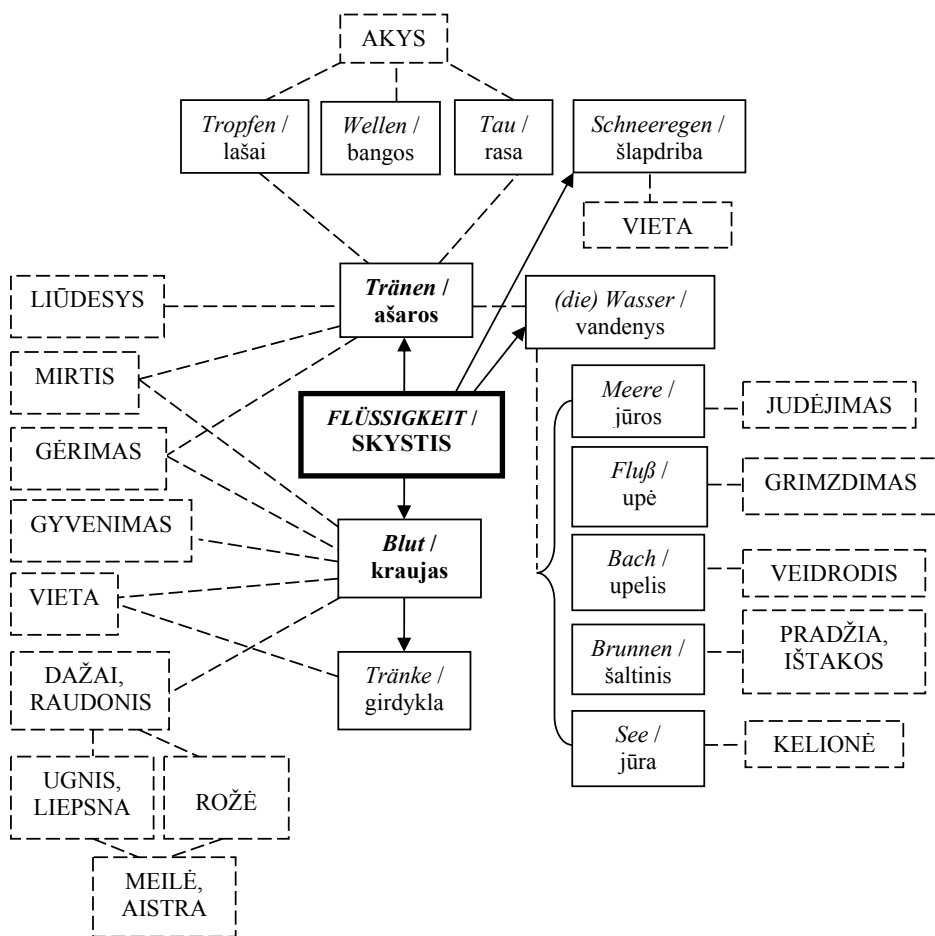 AKYS
Tropfen /
lašai
Wellen /
bangos
Tau /
rasa
Schneeregen /
šlapdriba
VIETA
LIŪDESYS
Tränen /
ašaros
(die) Wasser /
vandenys
MIRTIS
GĖRIMAS
FLÜSSIGKEIT /
SKYSTIS
Meere /
jūros
JUDĖJIMAS
Fluß /
upė
GRIMZDIMAS
GYVENIMAS
Blut /
kraujas
Bach /
upelis
VEIDRODIS
VIETA
Brunnen /
šaltinis
PRADŽIA,
IŠTAKOS
DAŽAI,
RAUDONIS
Tränke /
girdykla
See /
jūra
KELIONĖ
UGNIS,
LIEPSNA
ROŽĖ
MEILĖ,
AISTRA